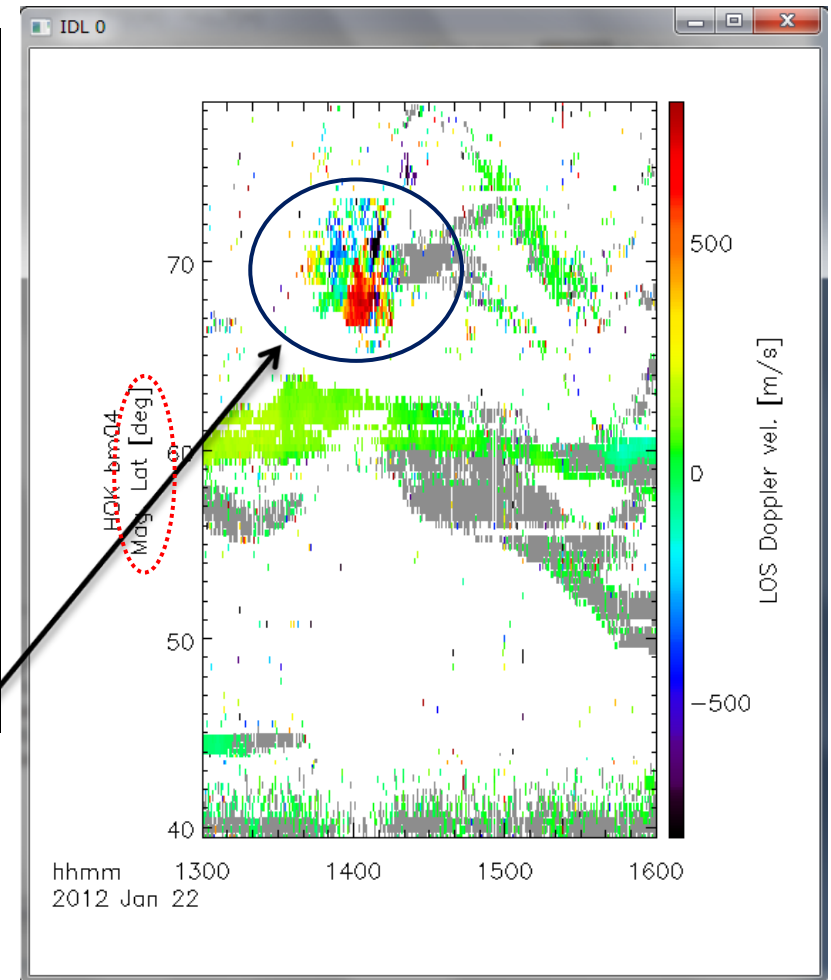 IDL 0
70
60
50
40
HOK bm04
Mag. Lat [deg]
500
0
-500
LOS Doppler vel. [m/s]
hhmm 1300 1400 1500 1600
2012 Jan 22